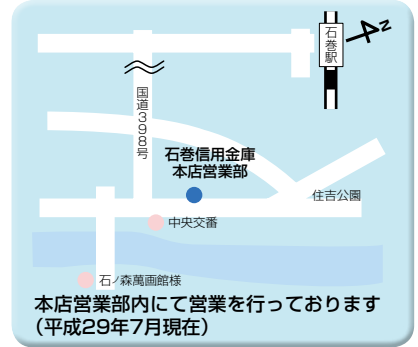 石巻駅
N
国道398号
石巻信用金庫
本店営業部
住吉公園
中央交番
石ノ森萬画館様
本店営業部内にて営業を行っております
（平成29年7月現在）